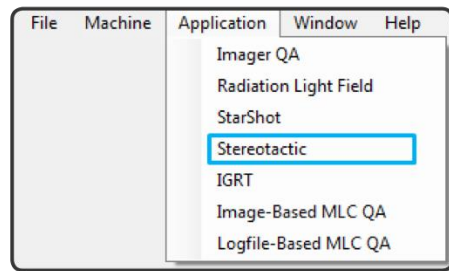 File Machine Application Window Help
Imager QA
Radiation Light Field
StarShot
Stereotactic
IGRT
Image-Based MLC QA
Logfile-Based MLC QA